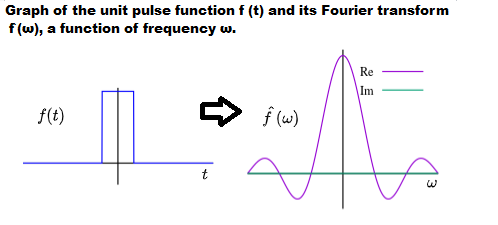 Graph of the unit pulse function f (t) and its Fourier transform
f(ω), a function of frequency ω.
Re
Im
f(t)
f̂ (ω)
t
ω